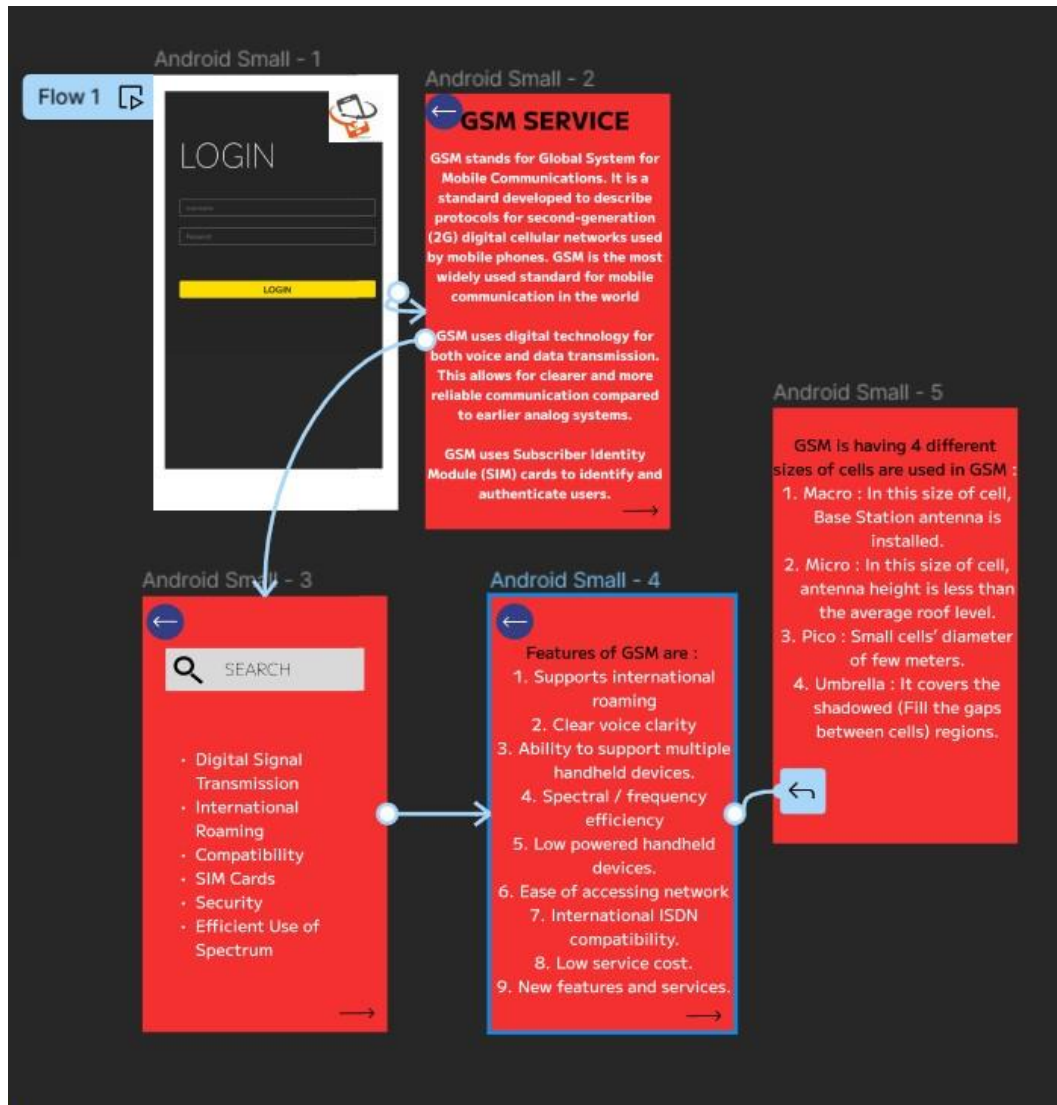 Android Small - 1
Flow 1
LOGIN
Username
Password
LOGIN
Android Small - 2
GSM SERVICE
GSM stands for Global System for
Mobile Communications. It is a
standard developed to describe
protocols for second-generation
(2G) digital cellular networks used
by mobile phones. GSM is the most
widely used standard for mobile
communication in the world
GSM uses digital technology for
both voice and data transmission.
This allows for clearer and more
reliable communication compared
to earlier analog systems.
GSM uses Subscriber Identity
Module (SIM) cards to identify and
authenticate users.
Android Small - 3
SEARCH
• Digital Signal
Transmission
• International
Roaming
• Compatibility
• SIM Cards
• Security
• Efficient Use of
Spectrum
Android Small - 4
Features of GSM are :
1. Supports international
roaming
2. Clear voice clarity
3. Ability to support multiple
handheld devices.
4. Spectral / frequency
efficiency
5. Low powered handheld
devices.
6. Ease of accessing network
7. International ISDN
compatibility.
8. Low service cost.
9. New features and services.
Android Small - 5
GSM is having 4 different
sizes of cells are used in GSM :
1. Macro : In this size of cell,
Base Station antenna is
installed.
2. Micro : In this size of cell,
antenna height is less than
the average roof level.
3. Pico : Small cells' diameter
of few meters.
4. Umbrella : It covers the
shadowed (Fill the gaps
between cells) regions.